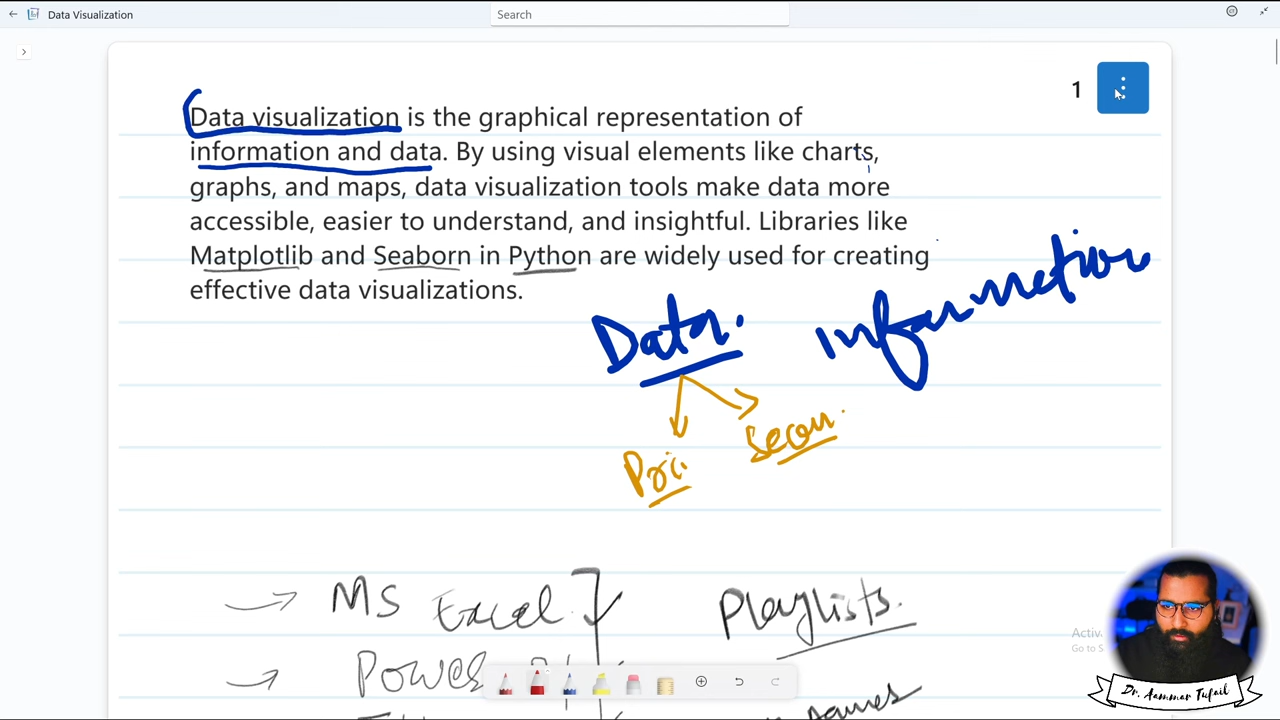 Data Visualization
Search
1
Data visualization is the graphical representation of
information and data. By using visual elements like charts,
graphs, and maps, data visualization tools make data more
accessible, easier to understand, and insightful. Libraries like
Matplotlib and Seaborn in Python are widely used for creating
effective data visualizations.
Data. Information
Pri. Secon.
→ MS Excel
Playlists.
→ Power
Dr. Aammar Tufail